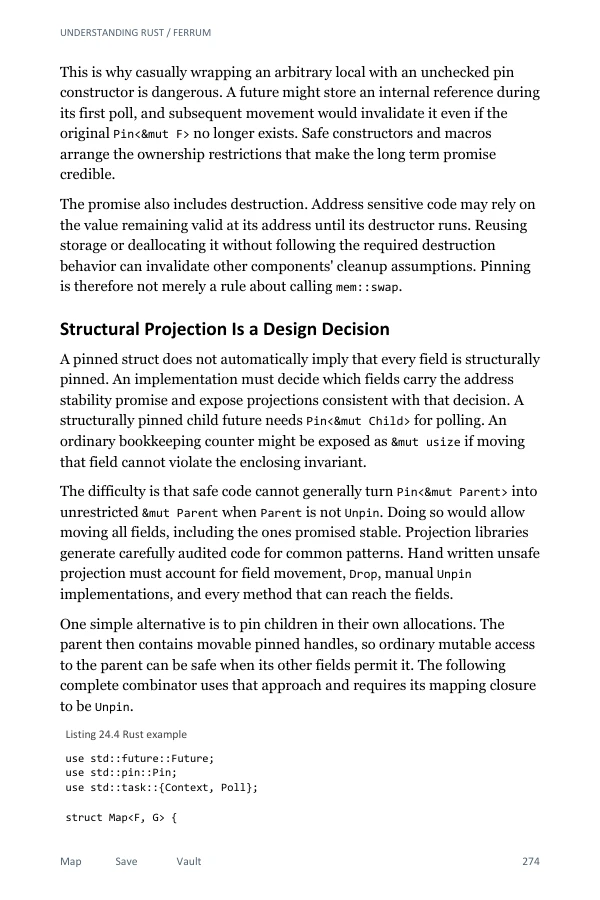 UNDERSTANDING RUST / FERRUM
This is why casually wrapping an arbitrary local with an unchecked pin
constructor is dangerous. A future might store an internal reference during
its first poll, and subsequent movement would invalidate it even if the
original Pin<&mut F> no longer exists. Safe constructors and macros
arrange the ownership restrictions that make the long term promise
credible.
The promise also includes destruction. Address sensitive code may rely on
the value remaining valid at its address until its destructor runs. Reusing
storage or deallocating it without following the required destruction
behavior can invalidate other components' cleanup assumptions. Pinning
is therefore not merely a rule about calling mem::swap.
Structural Projection Is a Design Decision
A pinned struct does not automatically imply that every field is structurally
pinned. An implementation must decide which fields carry the address
stability promise and expose projections consistent with that decision. A
structurally pinned child future needs Pin<&mut Child> for polling. An
ordinary bookkeeping counter might be exposed as &mut usize if moving
that field cannot violate the enclosing invariant.
The difficulty is that safe code cannot generally turn Pin<&mut Parent> into
unrestricted &mut Parent when Parent is not Unpin. Doing so would allow
moving all fields, including the ones promised stable. Projection libraries
generate carefully audited code for common patterns. Hand written unsafe
projection must account for field movement, Drop, manual Unpin
implementations, and every method that can reach the fields.
One simple alternative is to pin children in their own allocations. The
parent then contains movable pinned handles, so ordinary mutable access
to the parent can be safe when its other fields permit it. The following
complete combinator uses that approach and requires its mapping closure
to be Unpin.
Listing 24.4 Rust example
use std::future::Future;
use std::pin::Pin;
use std::task::{Context, Poll};
struct Map<F, G> {
Map Save Vault 274